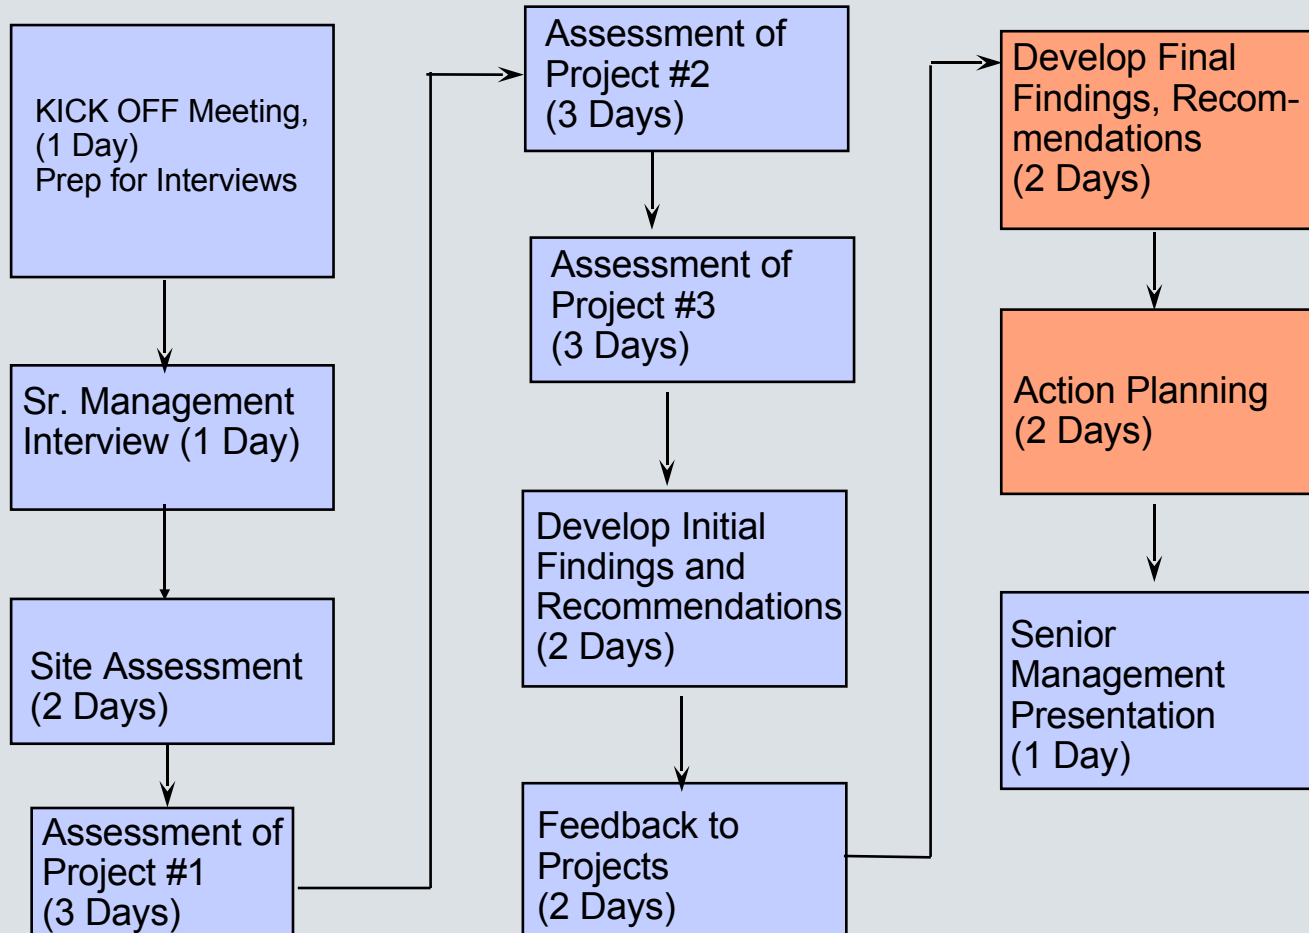 KICK OFF Meeting,
(1 Day)
Prep for Interviews
Sr. Management
Interview (1 Day)
Site Assessment
(2 Days)
Assessment of
Project #1
(3 Days)
Assessment of
Project #2
(3 Days)
Assessment of
Project #3
(3 Days)
Develop Initial
Findings and
Recommendations
(2 Days)
Feedback to
Projects
(2 Days)
Develop Final
Findings, Recom-
mendations
(2 Days)
Action Planning
(2 Days)
Senior
Management
Presentation
(1 Day)